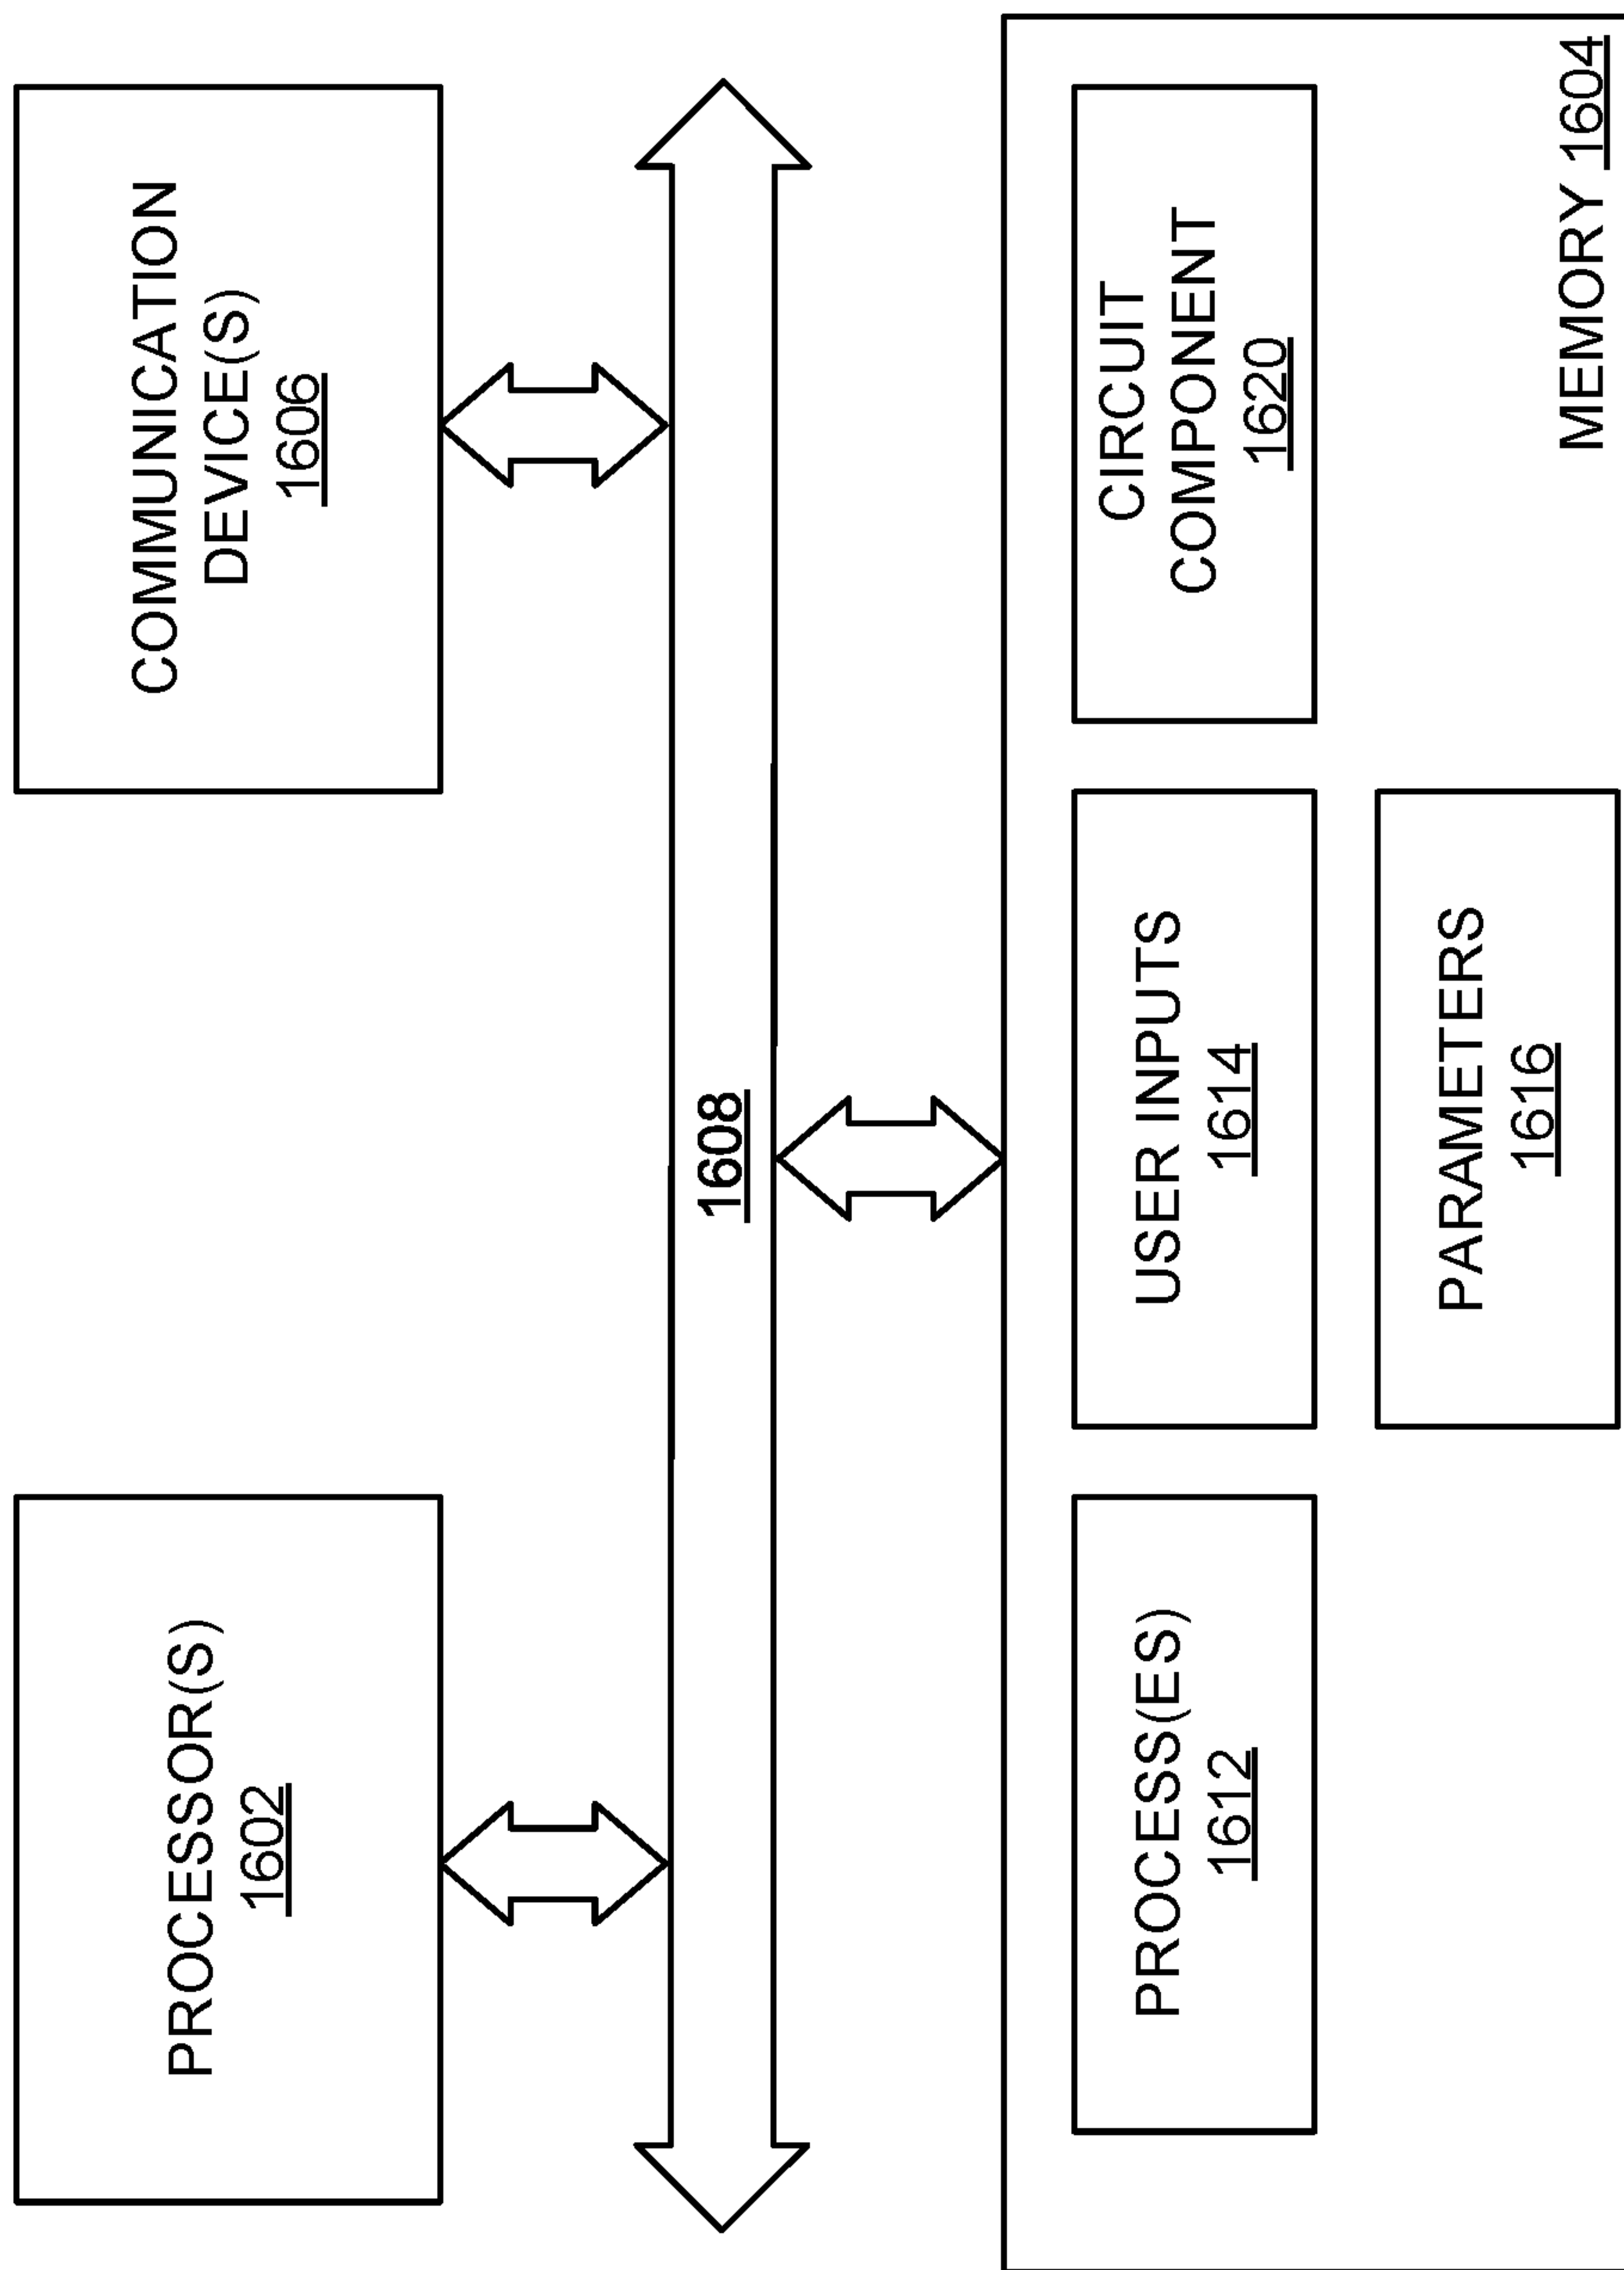 PROCESSOR(S)
1602
COMMUNICATION
DEVICE(S)
1606
1608
PROCESS(ES)
1612
USER INPUTS
1614
CIRCUIT
COMPONENT
1620
PARAMETERS
1616
MEMORY 1604